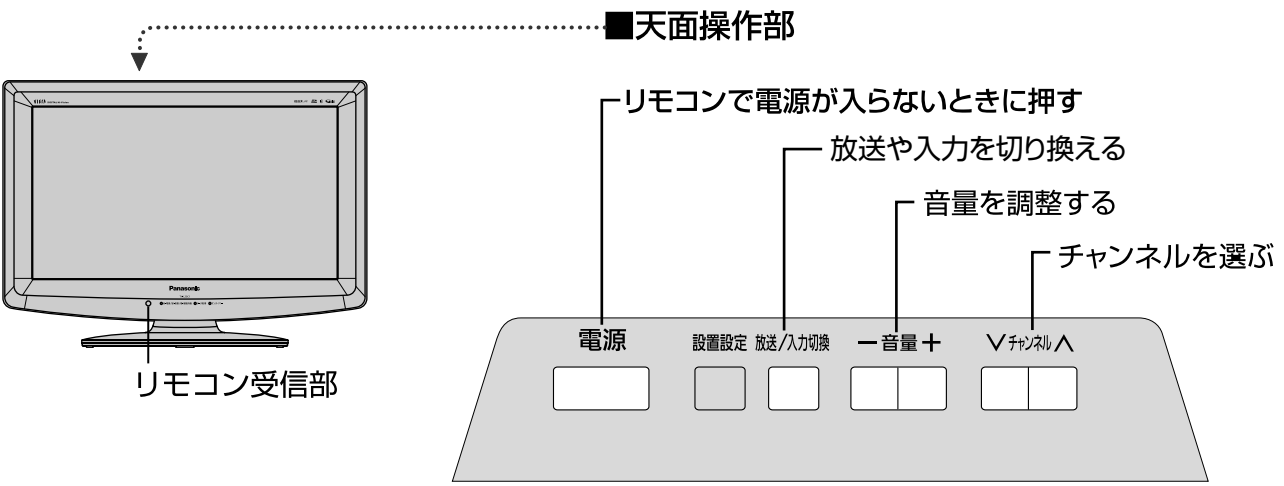 ■天面操作部
リモコンで電源が入らないときに押す
放送や入力を切り換える
音量を調整する
チャンネルを選ぶ
Panasonic
リモコン受信部
電源
設置設定
放送/入力切換
－音量＋
∨チャンネル∧